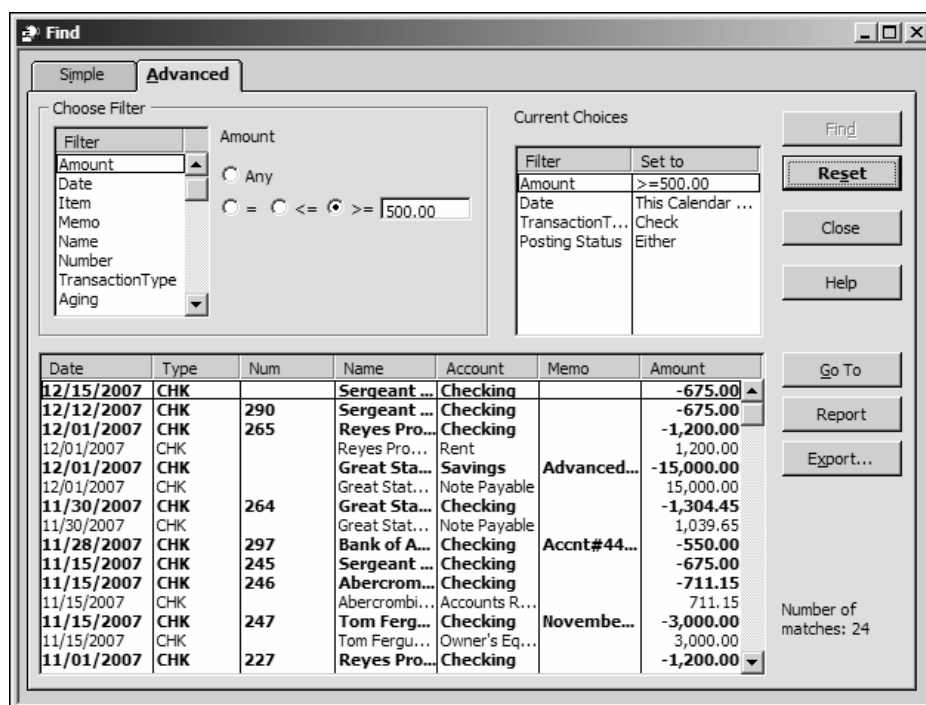 Find
Simple Advanced
Choose Filter
Filter
Amount
Date
Item
Memo
Name
Number
TransactionType
Aging
Amount
Any
= <= >= 500.00
Current Choices
Filter Set to
Amount >=500.00
Date This Calendar ...
TransactionT... Check
Posting Status Either
Find
Reset
Close
Help
Date Type Num Name Account Memo Amount
12/15/2007 CHK Sergeant ... Checking -675.00
12/12/2007 CHK 290 Sergeant ... Checking -675.00
12/01/2007 CHK 265 Reyes Pro... Checking -1,200.00
12/01/2007 CHK Reyes Pro... Rent 1,200.00
12/01/2007 CHK Great Sta... Savings Advanced... -15,000.00
12/01/2007 CHK Great Stat... Note Payable 15,000.00
11/30/2007 CHK 264 Great Sta... Checking -1,304.45
11/30/2007 CHK Great Stat... Note Payable 1,039.65
11/28/2007 CHK 297 Bank of A... Checking Accnt#44... -550.00
11/15/2007 CHK 245 Sergeant ... Checking -675.00
11/15/2007 CHK 246 Abercrom... Checking -711.15
11/15/2007 CHK Abercrombi... Accounts R... 711.15
11/15/2007 CHK 247 Tom Ferg... Checking Novembe... -3,000.00
11/15/2007 CHK Tom Fergu... Owner's Eq... 3,000.00
11/01/2007 CHK 227 Reyes Pro... Checking -1,200.00
Go To
Report
Export...
Number of
matches: 24